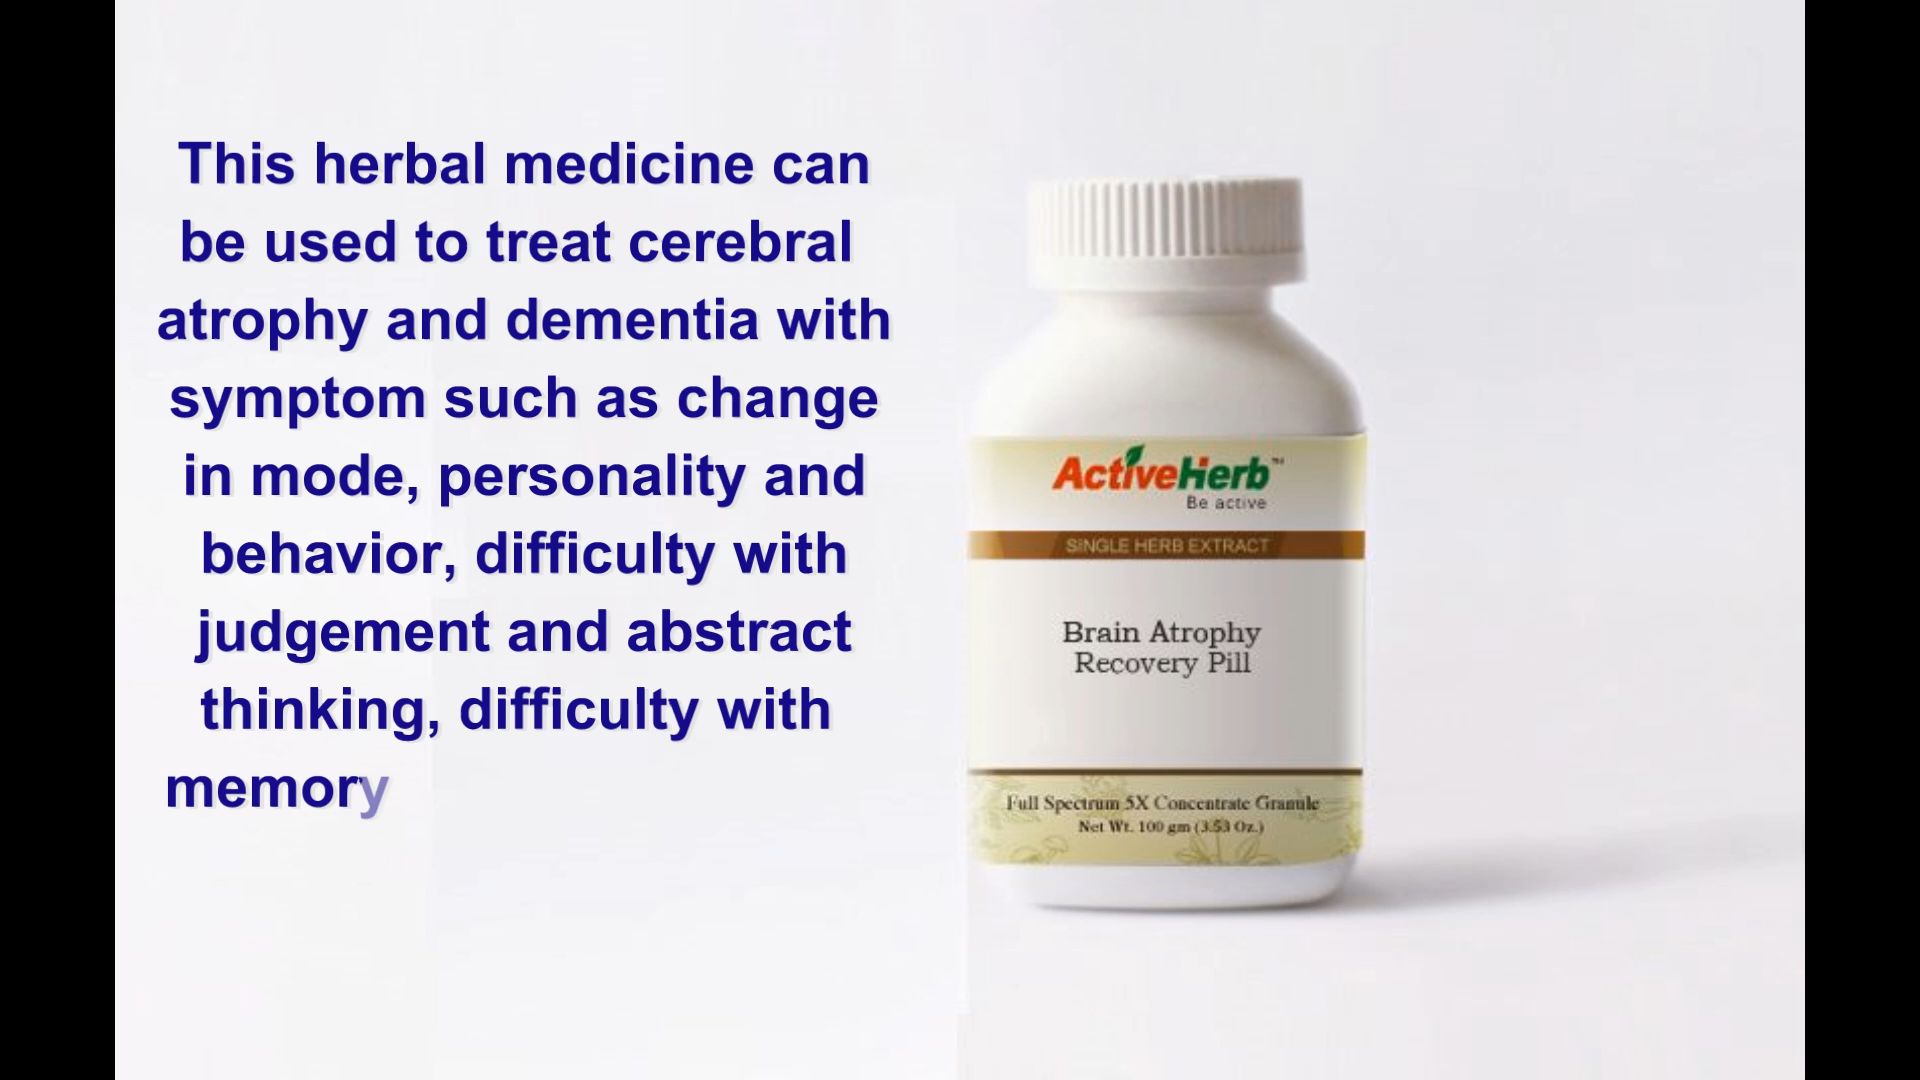 This herbal medicine can
be used to treat cerebral
atrophy and dementia with
symptom such as change
in mode, personality and
behavior, difficulty with
judgement and abstract
thinking, difficulty with
memory
ActiveHerb™
Be active
SINGLE HERB EXTRACT
Brain Atrophy
Recovery Pill
Full Spectrum 5X Concentrate Granule
Net Wt. 100 gm (3.53 Oz.)